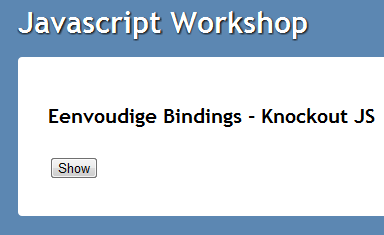 Javascript Workshop
Eenvoudige Bindings - Knockout JS
Show